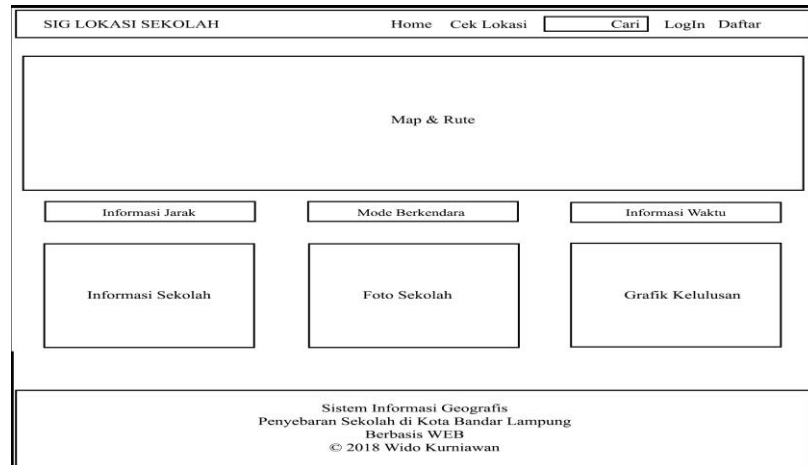 SIG LOKASI SEKOLAH Home Cek Lokasi Cari LogIn Daftar
Map & Rute
Informasi Jarak Mode Berkendara Informasi Waktu
Informasi Sekolah Foto Sekolah Grafik Kelulusan
Sistem Informasi Geografis
Penyebaran Sekolah di Kota Bandar Lampung
Berbasis WEB
© 2018 Wido Kurniawan